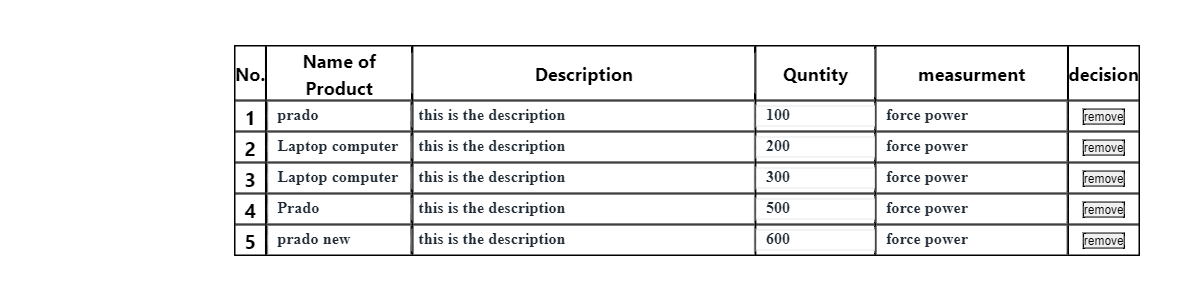 No. Name of Product Description Quntity measurment decision
1 prado this is the description 100 force power remove
2 Laptop computer this is the description 200 force power remove
3 Laptop computer this is the description 300 force power remove
4 Prado this is the description 500 force power remove
5 prado new this is the description 600 force power remove